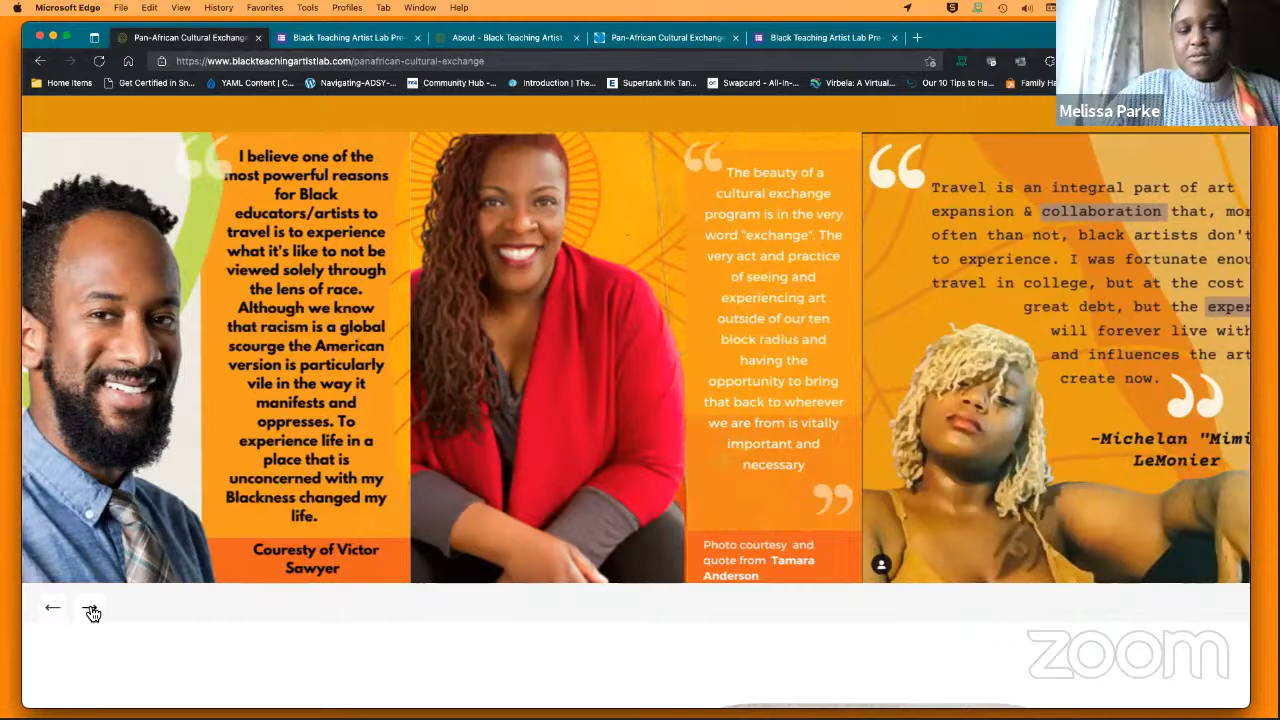 Microsoft Edge File Edit View History Favorites Tools Profiles Tab Window Help
Pan-African Cultural Exchange Black Teaching Artist Lab Pre- About - Black Teaching Artist Pan-African Cultural Exchange Black Teaching Artist Lab Pre-
https://www.blackteachingartistlab.com/panafrican-cultural-exchange
Home Items Get Certified in Sn... YAML Content | C... Navigating-ADSY-... Community Hub -... Introduction | The... Supertank Ink Tan... Swapcard - All-in-... Virbela: A Virtual... Our 10 Tips to Ha... Family Ha
Melissa Parke
“
I believe one of the
most powerful reasons
for Black
educators/artists to
travel is to experience
what it's like to not be
viewed solely through
the lens of race.
Although we know
that racism is a global
scourge the American
version is particularly
vile in the way it
manifests and
oppresses. To
experience life in a
place that is
unconcerned with my
Blackness changed my
life.
Couresty of Victor
Sawyer
“
The beauty of a
cultural exchange
program is in the very
word "exchange". The
very act and practice
of seeing and
experiencing art
outside of our ten
block radius and
having the
opportunity to bring
that back to wherever
we are from is vitally
important and
necessary
”
Photo courtesy and
quote from Tamara
Anderson
“
Travel is an integral part of art
expansion & collaboration that, mor
often than not, black artists don't
to experience. I was fortunate enou
travel in college, but at the cost
great debt, but the exper
will forever live with
and influences the art
create now.
”
-Michelan "Mimi
LeMonier
zoom